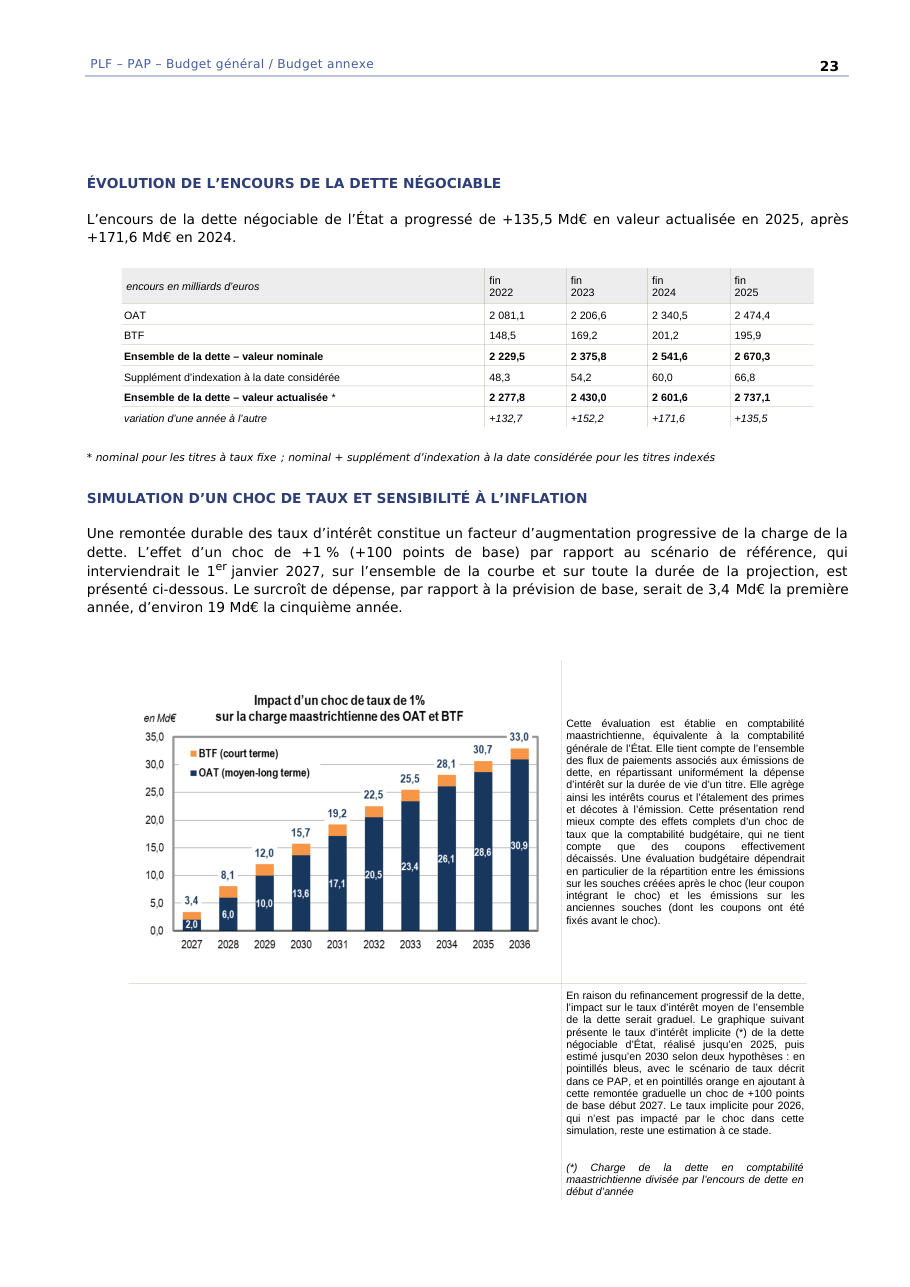 PLF – PAP – Budget général / Budget annexe
23
ÉVOLUTION DE L’ENCOURS DE LA DETTE NÉGOCIABLE
L’encours de la dette négociable de l’État a progressé de +135,5 Md€ en valeur actualisée en 2025, après
+171,6 Md€ en 2024.
encours en milliards d’euros fin 2022 fin 2023 fin 2024 fin 2025
OAT 2 081,1 2 206,6 2 340,5 2 474,4
BTF 148,5 169,2 201,2 195,9
Ensemble de la dette – valeur nominale 2 229,5 2 375,8 2 541,6 2 670,3
Supplément d’indexation à la date considérée 48,3 54,2 60,0 66,8
Ensemble de la dette – valeur actualisée * 2 277,8 2 430,0 2 601,6 2 737,1
variation d’une année à l’autre +132,7 +152,2 +171,6 +135,5
* nominal pour les titres à taux fixe ; nominal + supplément d’indexation à la date considérée pour les titres indexés
SIMULATION D’UN CHOC DE TAUX ET SENSIBILITÉ À L’INFLATION
Une remontée durable des taux d’intérêt constitue un facteur d’augmentation progressive de la charge de la
dette. L’effet d’un choc de +1 % (+100 points de base) par rapport au scénario de référence, qui
interviendrait le 1er janvier 2027, sur l’ensemble de la courbe et sur toute la durée de la projection, est
présenté ci-dessous. Le surcroît de dépense, par rapport à la prévision de base, serait de 3,4 Md€ la première
année, d’environ 19 Md€ la cinquième année.
Impact d’un choc de taux de 1%
sur la charge maastrichtienne des OAT et BTF
en Md€
35,0
30,0
25,0
20,0
15,0
10,0
5,0
0,0
BTF (court terme)
OAT (moyen-long terme)
3,4 8,1 12,0 15,7 19,2 22,5 25,5 28,1 30,7 33,0
2,0 6,0 10,0 13,6 17,1 20,5 23,4 26,1 28,6 30,9
2027 2028 2029 2030 2031 2032 2033 2034 2035 2036
Cette évaluation est établie en comptabilité
maastrichtienne, équivalente à la comptabilité
générale de l’État. Elle tient compte de l’ensemble
des flux de paiements associés aux émissions de
dette, en répartissant uniformément la dépense
d’intérêt sur la durée de vie d’un titre. Elle agrège
ainsi les intérêts courus et l’étalement des primes
et décotes à l’émission. Cette présentation rend
mieux compte des effets complets d’un choc de
taux que la comptabilité budgétaire, qui ne tient
compte que des coupons effectivement
décaissés. Une évaluation budgétaire dépendrait
en particulier de la répartition entre les émissions
sur les souches créées après le choc (leur coupon
intégrant le choc) et les émissions sur les
anciennes souches (dont les coupons ont été
fixés avant le choc).
En raison du refinancement progressif de la dette,
l’impact sur le taux d’intérêt moyen de l’ensemble
de la dette serait graduel. Le graphique suivant
présente le taux d’intérêt implicite (*) de la dette
négociable d’État, réalisé jusqu’en 2025, puis
estimé jusqu’en 2030 selon deux hypothèses : en
pointillés bleus, avec le scénario de taux décrit
dans ce PAP, et en pointillés orange en ajoutant à
cette remontée graduelle un choc de +100 points
de base début 2027. Le taux implicite pour 2026,
qui n’est pas impacté par le choc dans cette
simulation, reste une estimation à ce stade.
(*) Charge de la dette en comptabilité
maastrichtienne divisée par l’encours de dette en
début d’année